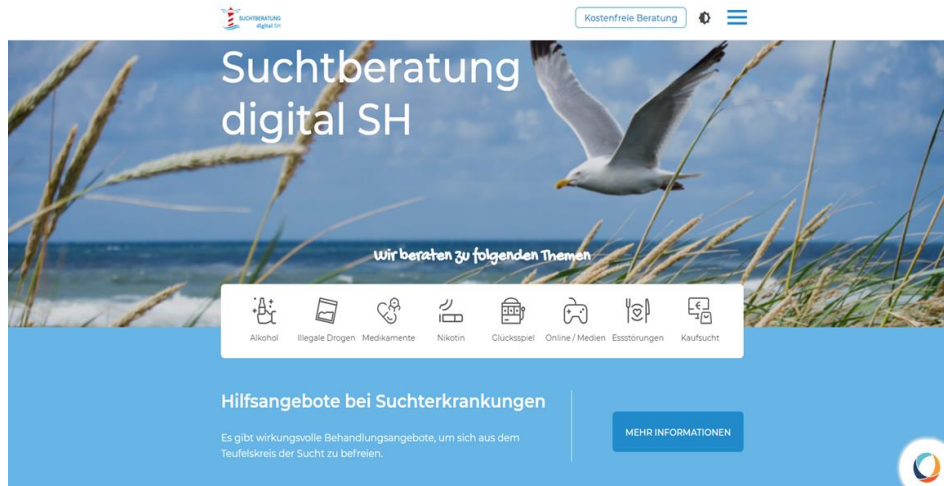 SUCHTBERATUNG
digital SH
Kostenfreie Beratung
Suchtberatung
digital SH
Wir beraten zu folgenden Themen
Alkohol
Illegale Drogen
Medikamente
Nikotin
Glücksspiel
Online / Medien
Essstörungen
Kaufsucht
Hilfsangebote bei Suchterkrankungen
Es gibt wirkungsvolle Behandlungsangebote, um sich aus dem
Teufelskreis der Sucht zu befreien.
MEHR INFORMATIONEN